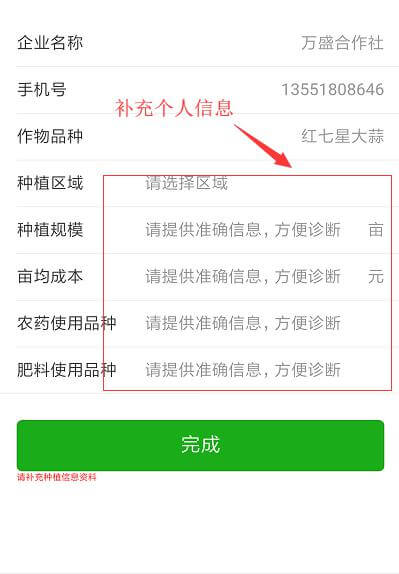 企业名称 万盛合作社
手机号 13551808646
补充个人信息
作物品种 红七星大蒜
种植区域 请选择区域
种植规模 请提供准确信息，方便诊断 亩
亩均成本 请提供准确信息，方便诊断 元
农药使用品种 请提供准确信息，方便诊断
肥料使用品种 请提供准确信息，方便诊断
完成
请补充种植信息资料